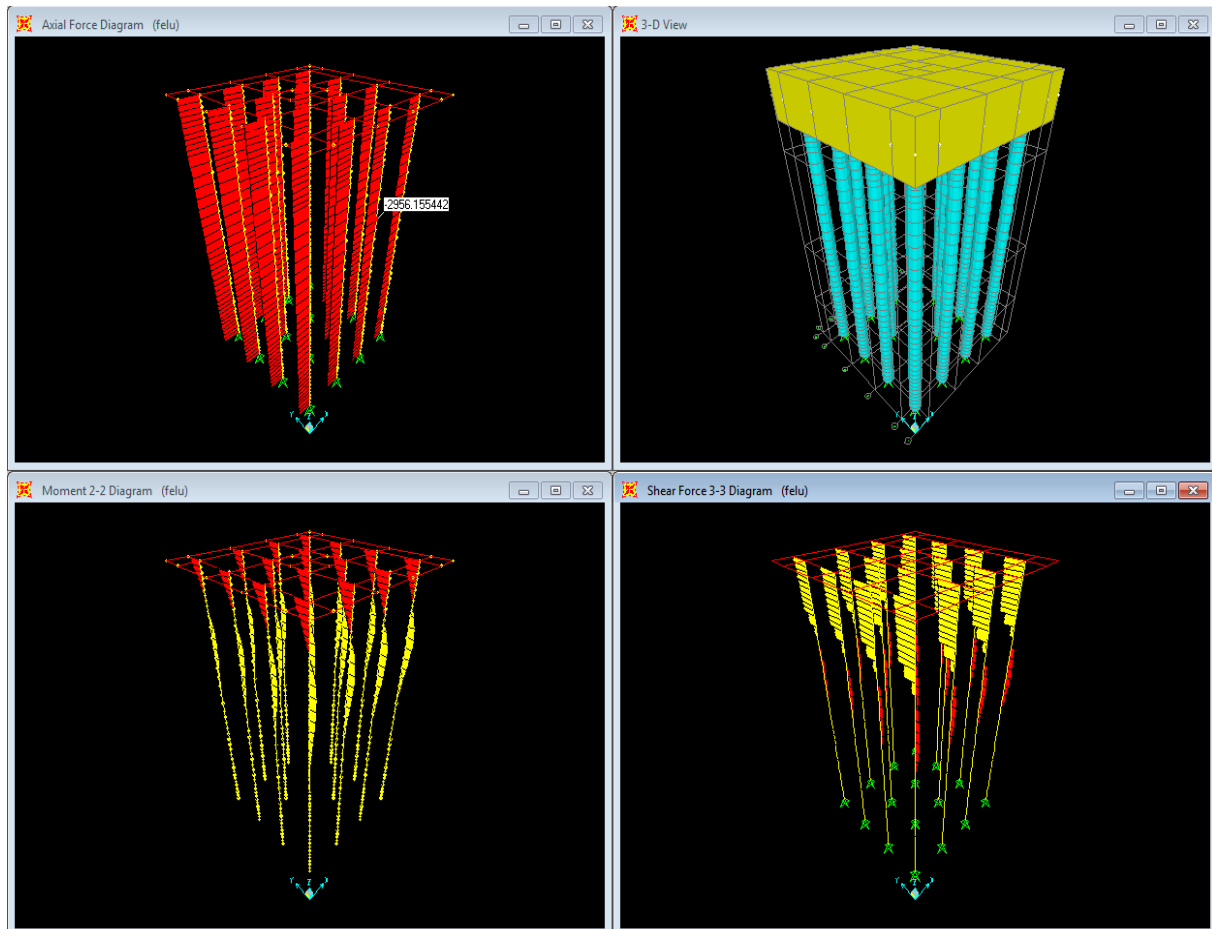 Axial Force Diagram (felu)
3-D View
-2956.155442
Y Z X
Y Z X
Moment 2-2 Diagram (felu)
Shear Force 3-3 Diagram (felu)
Y Z X
Y Z X